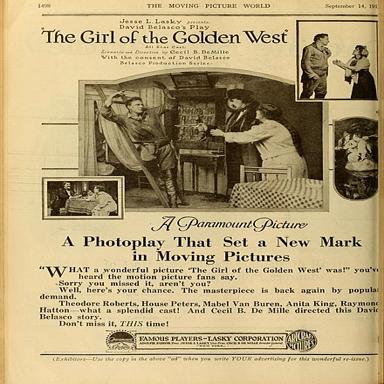 1498 THE MOVING PICTURE WORLD September 14, 191
Jesse L. Lasky presents
David Belasco's Play
"The Girl of the Golden West"
All Star Cast
Scenario and Direction by Cecil B. DeMille
With the consent of David Belasco
Belasco Production Series
A Paramount Picture
A Photoplay That Set a New Mark
in Moving Pictures
"WHAT a wonderful picture 'The Girl of the Golden West' was!" you've
heard the motion picture fans say.
Sorry you missed it, aren't you?
Well, here's your chance. The masterpiece is back again by popular
demand.
Theodore Roberts, House Peters, Mabel Van Buren, Anita King, Raymond
Hatton—what a splendid cast! And Cecil B. De Mille directed this David
Belasco story.
Don't miss it, THIS time!
FAMOUS PLAYERS-LASKY CORPORATION
(Exhibitors—Use the copy in the above "ad" when you write YOUR advertising for this wonderful re-issue.)